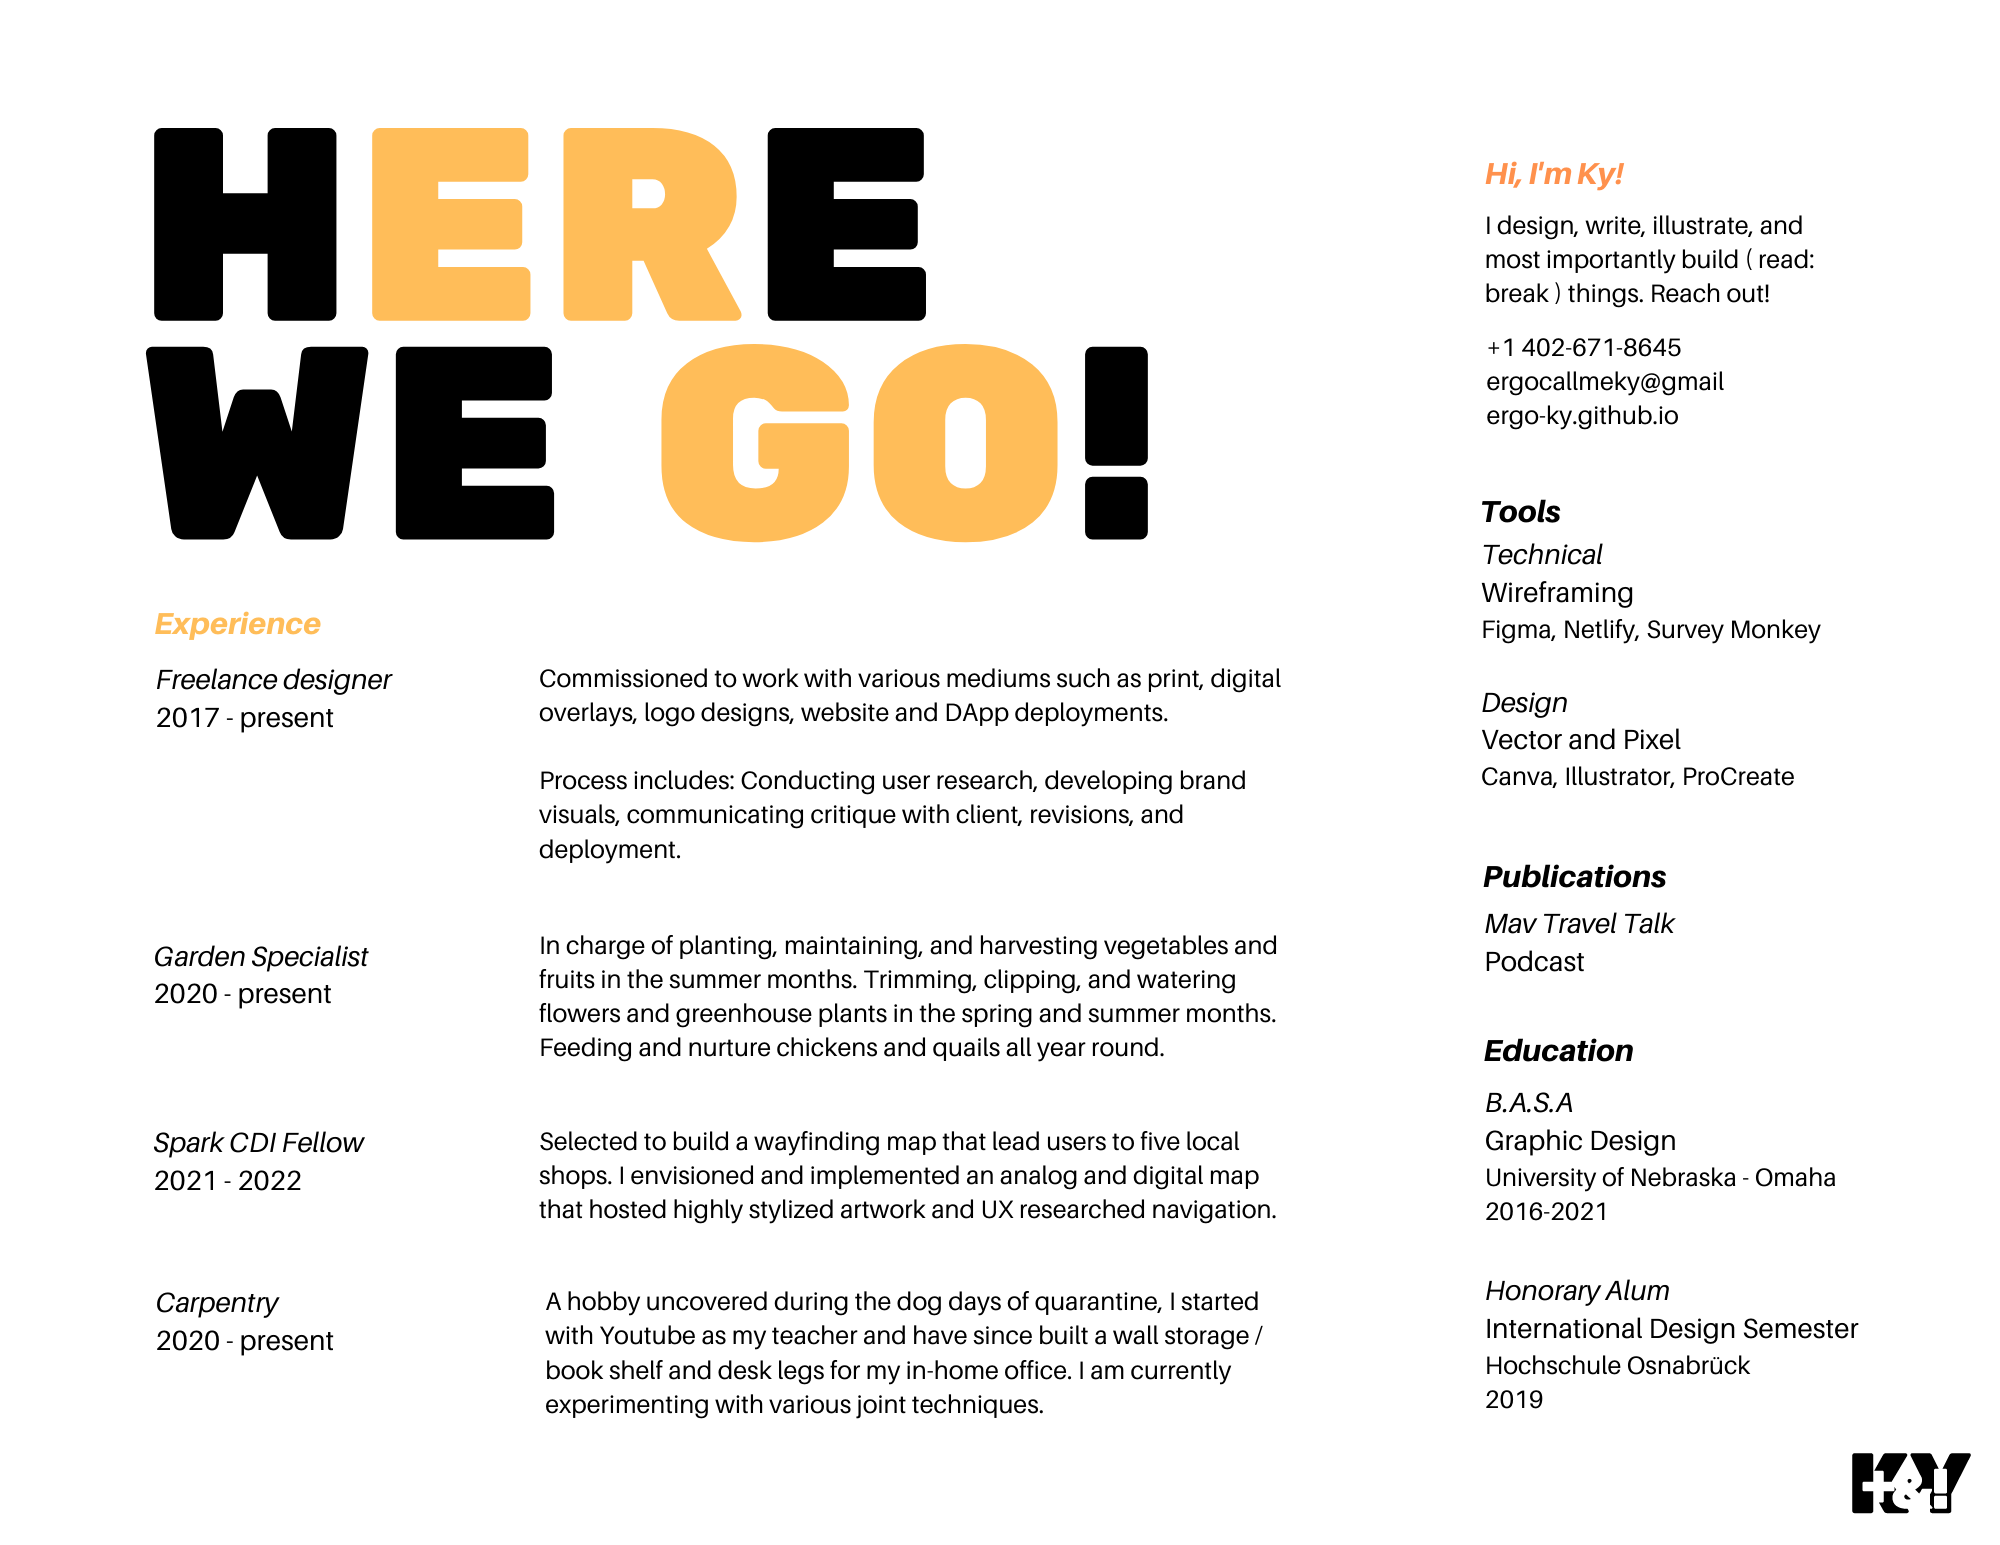 HERE
WE GO!
Experience
Freelance designer
2017 - present
Commissioned to work with various mediums such as print, digital
overlays, logo designs, website and DApp deployments.
Process includes: Conducting user research, developing brand
visuals, communicating critique with client, revisions, and
deployment.
Garden Specialist
2020 - present
In charge of planting, maintaining, and harvesting vegetables and
fruits in the summer months. Trimming, clipping, and watering
flowers and greenhouse plants in the spring and summer months.
Feeding and nurture chickens and quails all year round.
Spark CDI Fellow
2021 - 2022
Selected to build a wayfinding map that lead users to five local
shops. I envisioned and implemented an analog and digital map
that hosted highly stylized artwork and UX researched navigation.
Carpentry
2020 - present
A hobby uncovered during the dog days of quarantine, I started
with Youtube as my teacher and have since built a wall storage /
book shelf and desk legs for my in-home office. I am currently
experimenting with various joint techniques.
Hi, I'm Ky!
I design, write, illustrate, and
most importantly build ( read:
break ) things. Reach out!
+1 402-671-8645
ergocallmeky@gmail
ergo-ky.github.io
Tools
Technical
Wireframing
Figma, Netlify, Survey Monkey
Design
Vector and Pixel
Canva, Illustrator, ProCreate
Publications
Mav Travel Talk
Podcast
Education
B.A.S.A
Graphic Design
University of Nebraska - Omaha
2016-2021
Honorary Alum
International Design Semester
Hochschule Osnabrück
2019
KY
+&!